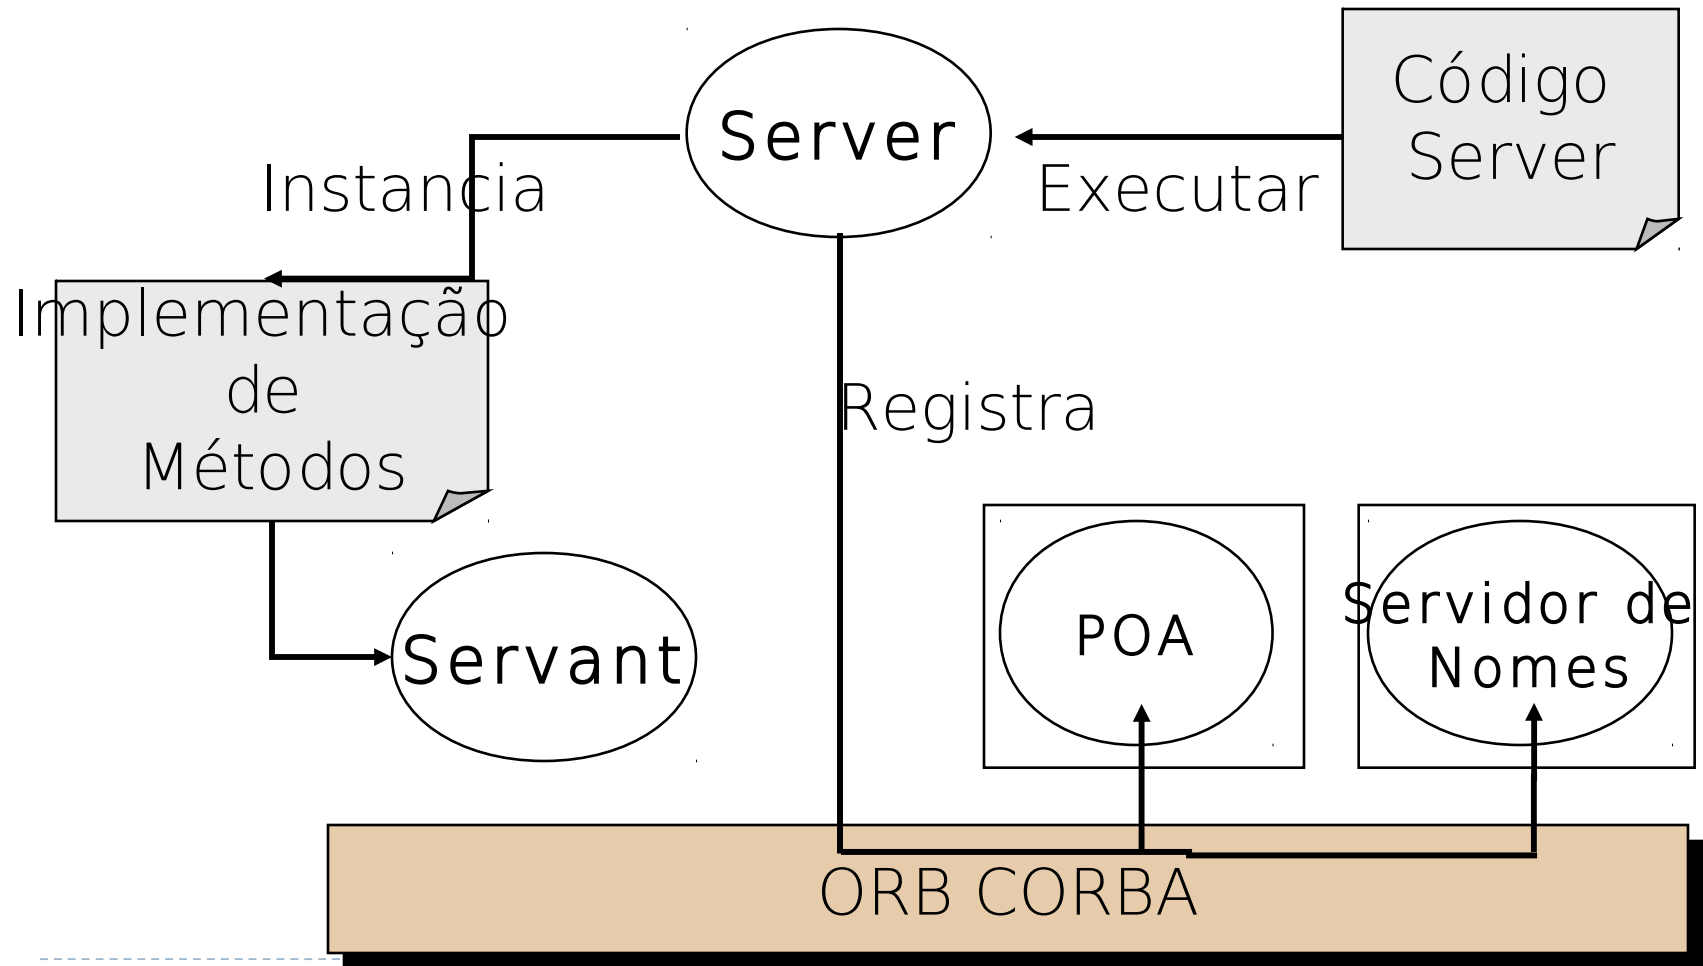 Código
Server
Server
Instancia
Executar
Implementação
de
Métodos
Registra
Servidor de
Nomes
POA
Servant
ORB CORBA